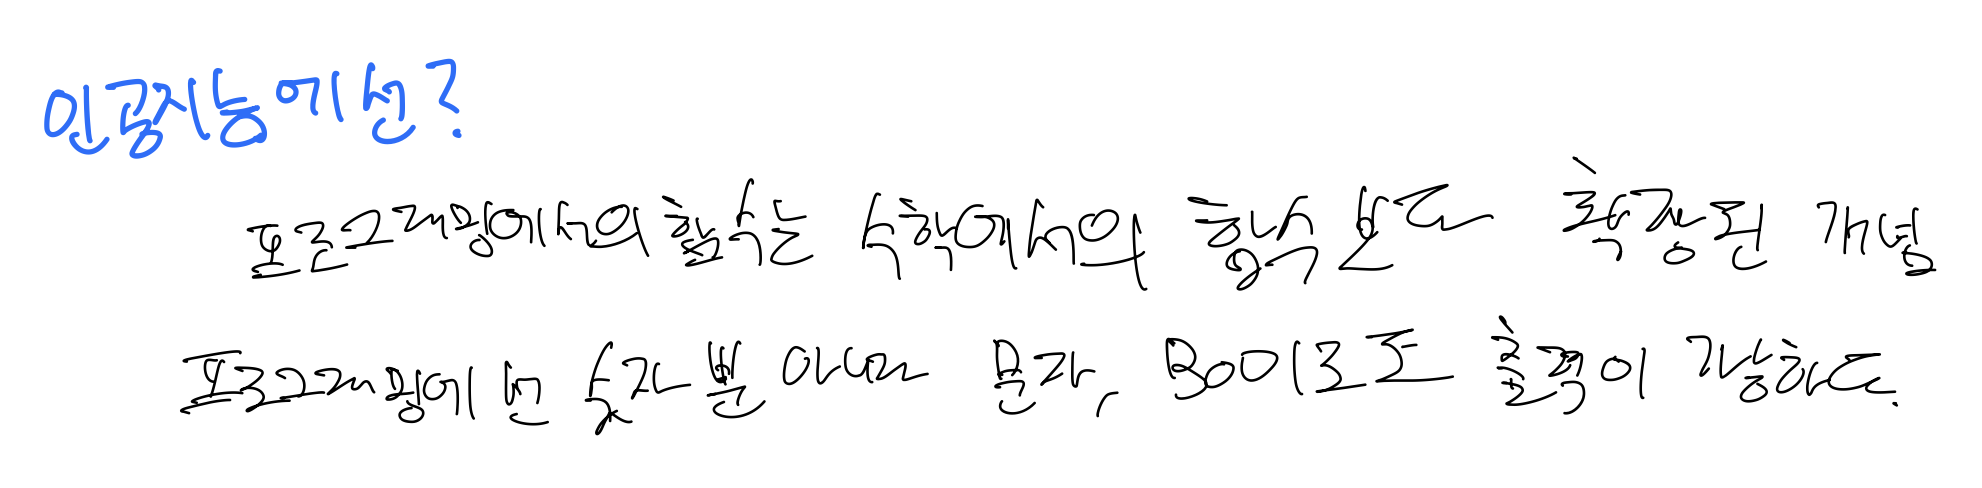 인공지능에선?
프로그래밍에서의 함수는 수학에서의 함수보다 확장된 개념
프로그래밍에선 숫자뿐 아니라 문자, Bool로도 출력이 가능하다.